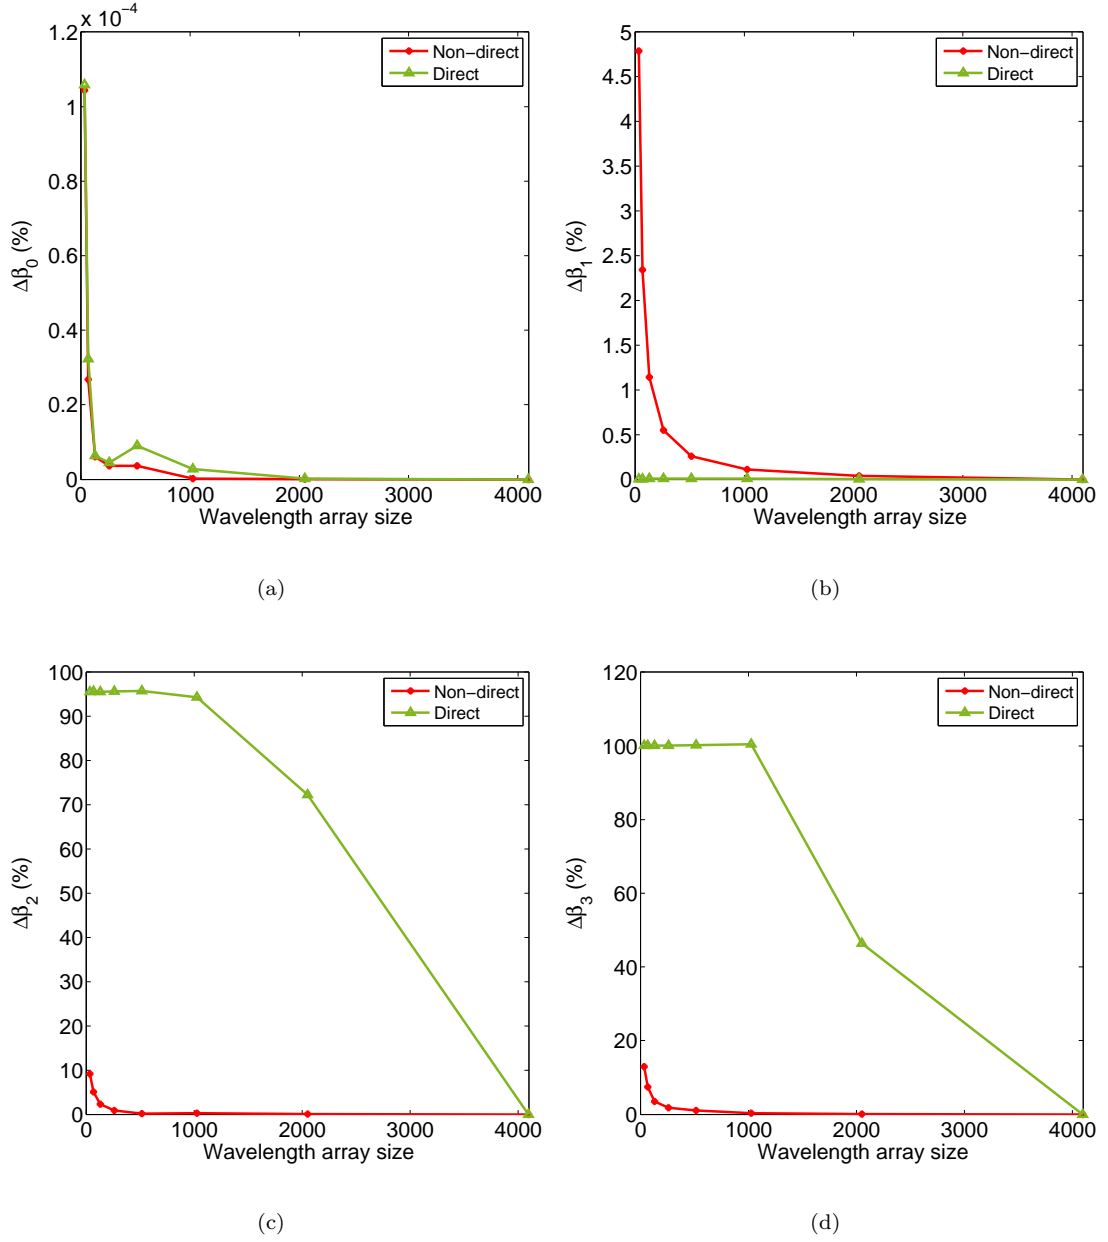 x 10⁻⁴
1.2
1
0.8
0.6
0.4
0.2
0
Δβ₀ (%)
0 1000 2000 3000 4000
Wavelength array size
Non−direct
Direct
(a)
5
4.5
4
3.5
3
2.5
2
1.5
1
0.5
0
Δβ₁ (%)
0 1000 2000 3000 4000
Wavelength array size
Non−direct
Direct
(b)
100
90
80
70
60
50
40
30
20
10
0
Δβ₂ (%)
0 1000 2000 3000 4000
Wavelength array size
Non−direct
Direct
(c)
120
100
80
60
40
20
0
Δβ₃ (%)
0 1000 2000 3000 4000
Wavelength array size
Non−direct
Direct
(d)